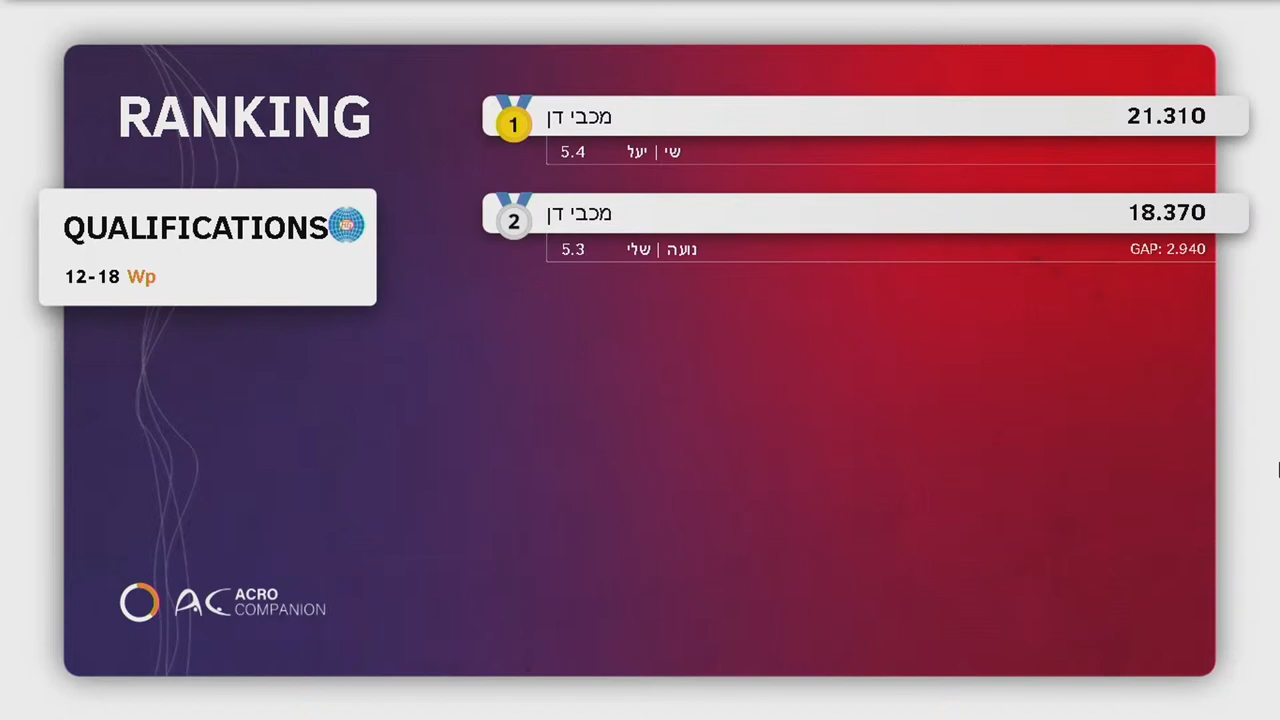 RANKING
QUALIFICATIONS
12-18 Wp
1 מכבי דן 21.310
5.4 שי | יעל
2 מכבי דן 18.370
5.3 נועה | שלי GAP: 2.940
AC ACRO
COMPANION